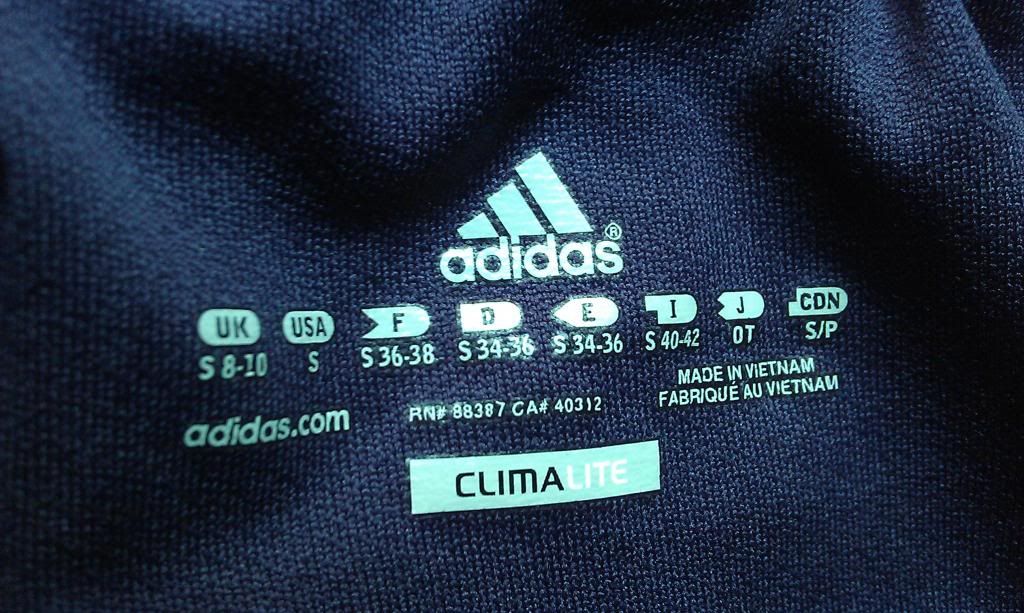 adidas®
UK USA F D E I J CDN
S 8-10 S S 36-38 S 34-36 S 34-36 S 40-42 OT S/P
MADE IN VIETNAM
FABRIQUÉ AU VIETNAM
adidas.com RN# 88387 CA# 40312
CLIMALITE